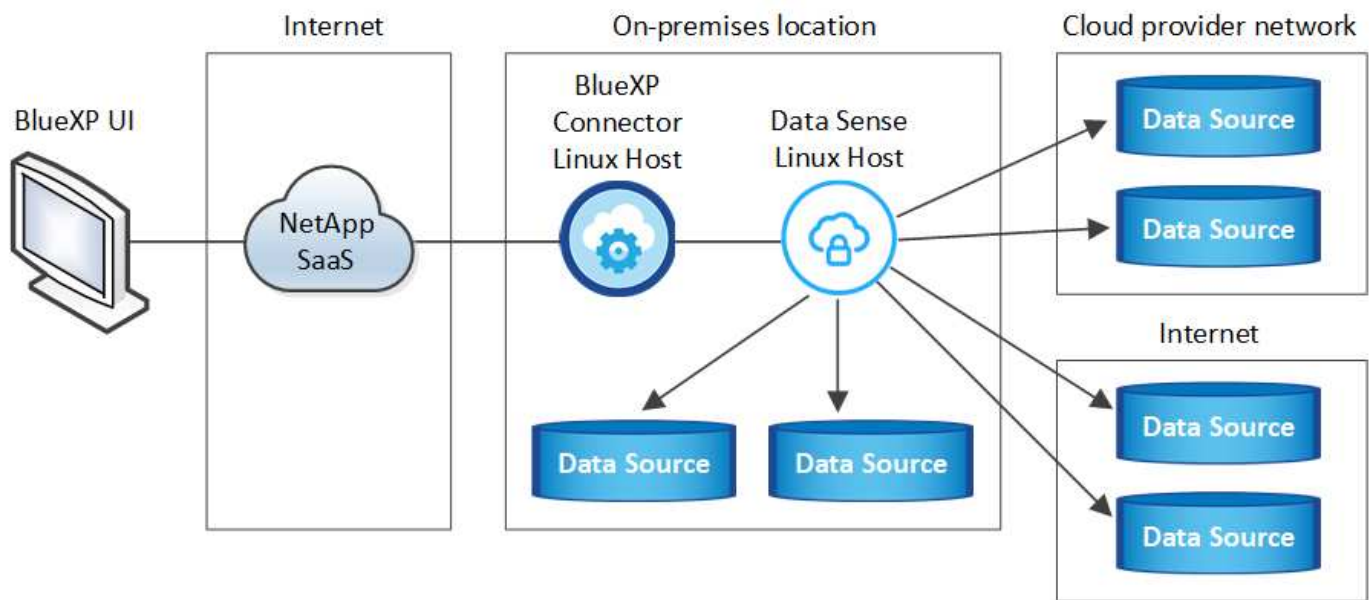 Internet
On-premises location
Cloud provider network
BlueXP UI
NetApp
SaaS
BlueXP
Connector
Linux Host
Data Sense
Linux Host
Data Source
Data Source
Data Source
Data Source
Internet
Data Source
Data Source